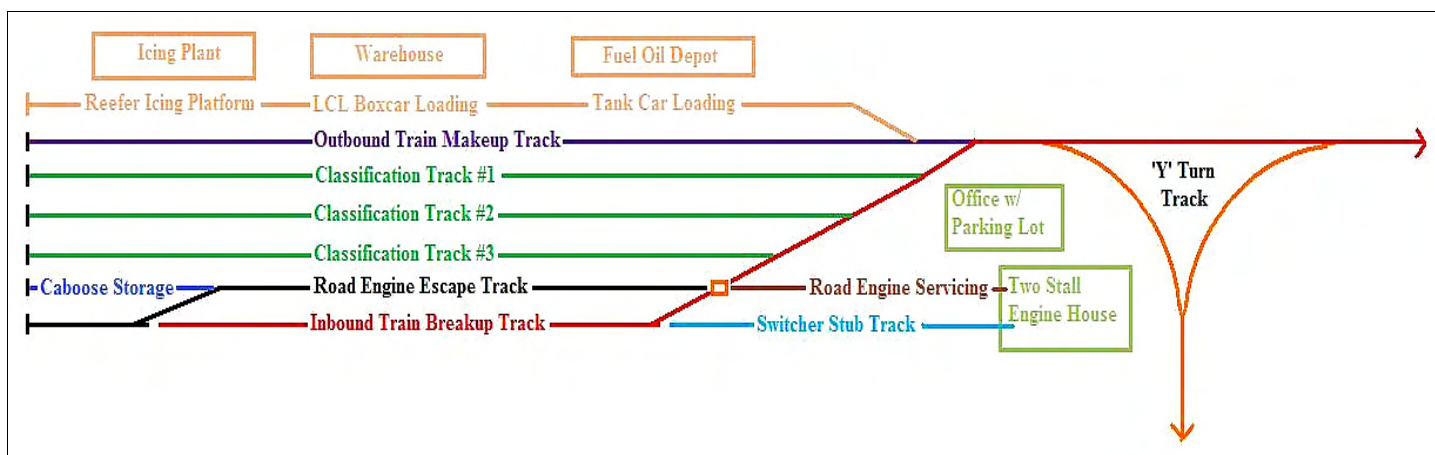 Icing Plant
Warehouse
Fuel Oil Depot
Reefer Icing Platform
LCL Boxcar Loading
Tank Car Loading
Outbound Train Makeup Track
Classification Track #1
'Y' Turn
Track
Classification Track #2
Office w/
Parking Lot
Classification Track #3
Caboose Storage
Road Engine Escape Track
Road Engine Servicing
Two Stall
Engine House
Inbound Train Breakup Track
Switcher Stub Track